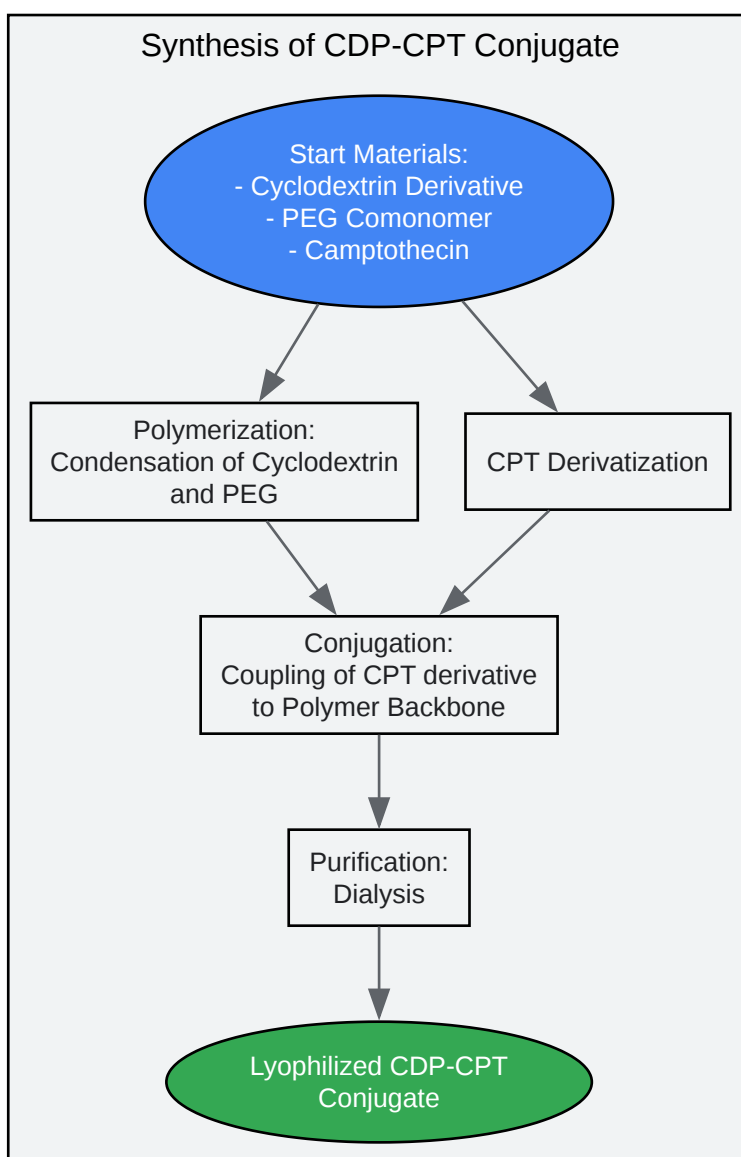 Synthesis of CDP-CPT Conjugate
Start Materials:
- Cyclodextrin Derivative
- PEG Comonomer
- Camptothecin
Polymerization:
Condensation of Cyclodextrin
and PEG
CPT Derivatization
Conjugation:
Coupling of CPT derivative
to Polymer Backbone
Purification:
Dialysis
Lyophilized CDP-CPT
Conjugate